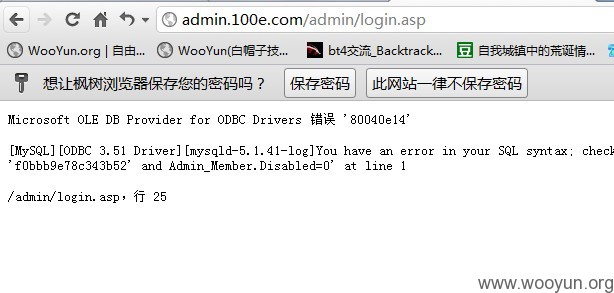 admin.100e.com/admin/login.asp
WooYun.org | 自由...
WooYun(白帽子技...
bt4交流_Backtrack...
豆
自我城镇中的荒诞情...
想让枫树浏览器保存您的密码吗？
保存密码
此网站一律不保存密码
Microsoft OLE DB Provider for ODBC Drivers 错误 '80040e14'
[MySQL][ODBC 3.51 Driver][mysqld-5.1.41-log]You have an error in your SQL syntax; check
'f0bbb9e78c343b52' and Admin_Member.Disabled=0' at line 1
/admin/login.asp，行 25
www.wooyun.org